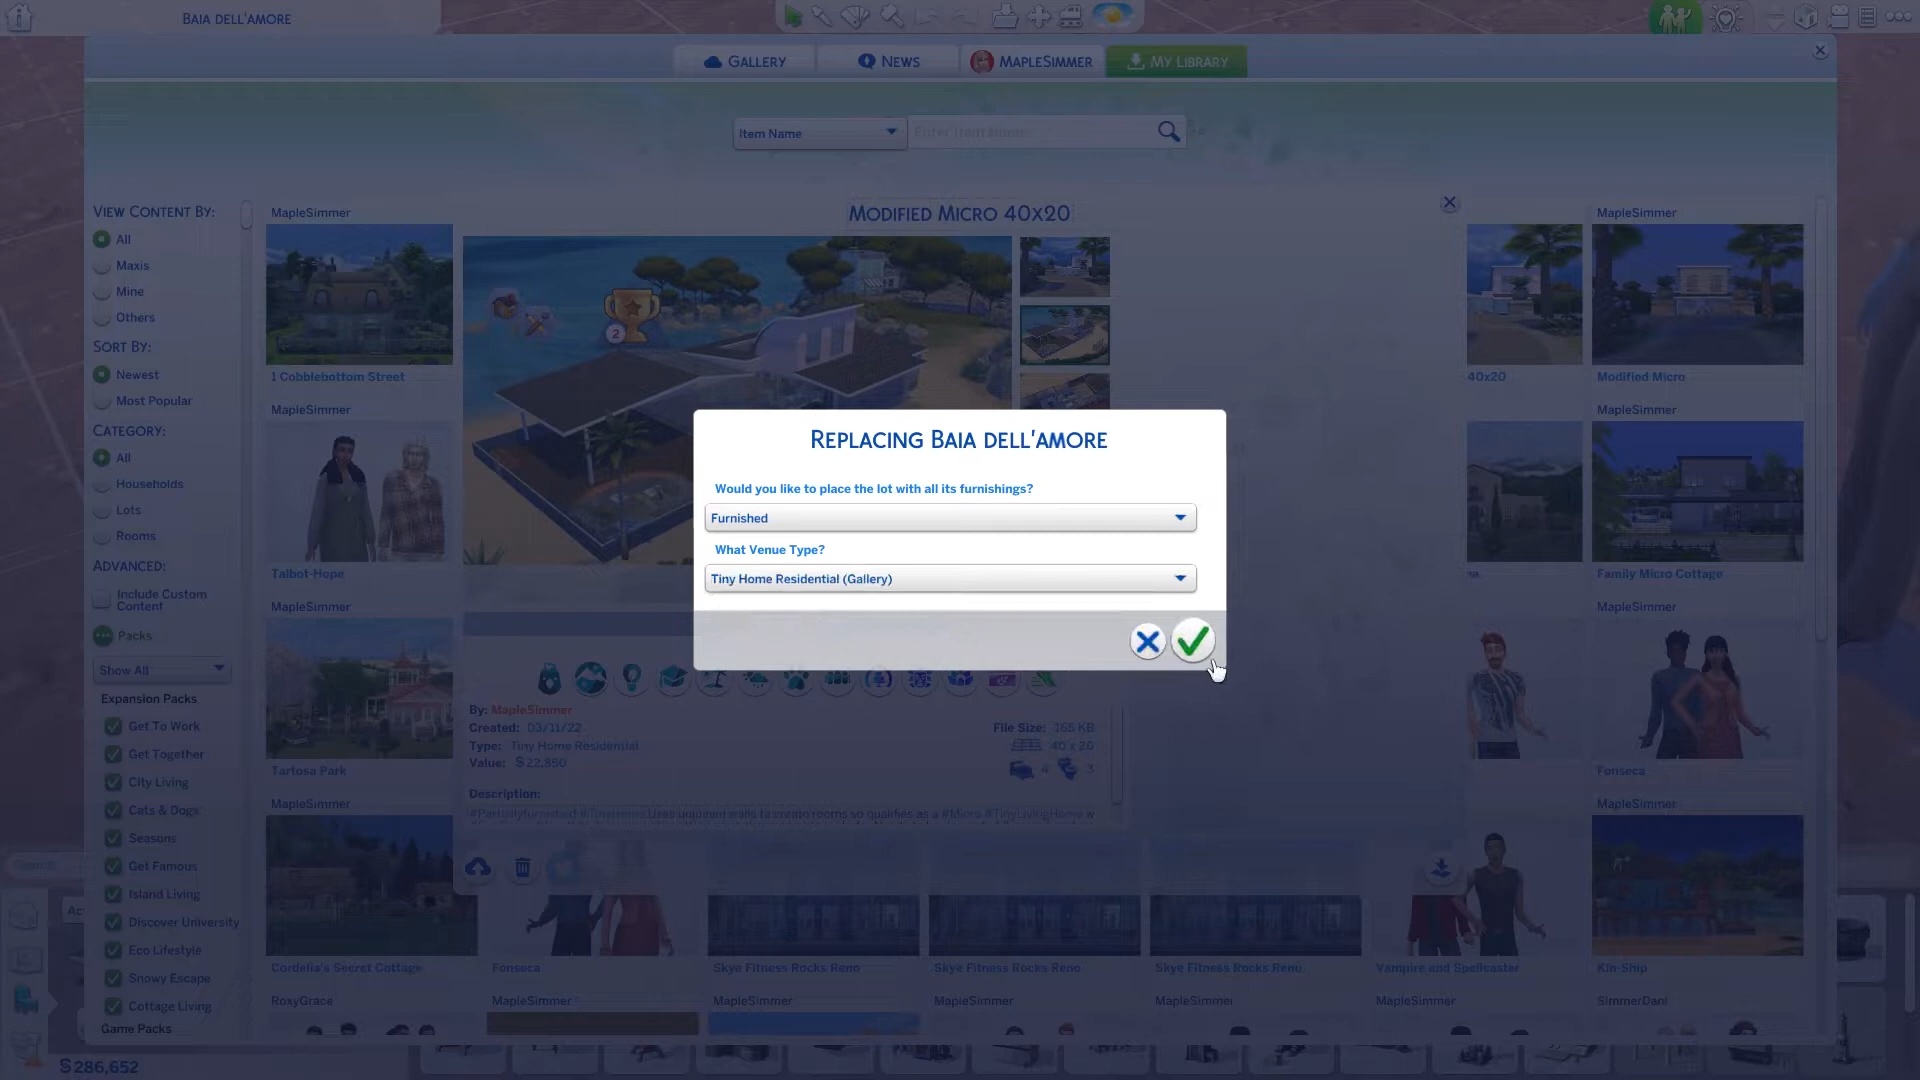 Baia dell'amore
Gallery
News
MapleSimmer
My Library
Item Name
Enter Item Name
View Content By:
All
Maxis
Mine
Others
Sort By:
Newest
Most Popular
Category:
All
Households
Lots
Rooms
Advanced:
Include Custom
Content
Packs
Show All
Expansion Packs
Get To Work
Get Together
City Living
Cats & Dogs
Seasons
Get Famous
Island Living
Discover University
Eco Lifestyle
Snowy Escape
Cottage Living
Game Packs
$286,652
MapleSimmer
1 Cobblebottom Street
MapleSimmer
Talbot-Hope
MapleSimmer
Tartosa Park
MapleSimmer
Cordelia's Secret Cottage
RoxyGrace
Modified Micro 40x20
2
Replacing Baia dell'amore
Would you like to place the lot with all its furnishings?
Furnished
What Venue Type?
Tiny Home Residential (Gallery)
By: MapleSimmer
Created: 03/11/22
Type: Tiny Home Residential
Value: $22,850
File Size: 165 KB
40 x 20
4 3
Description:
Fonseca
Skye Fitness Rocks Reno
Skye Fitness Rocks Reno
Skye Fitness Rocks Reno
Vampire and Spellcaster
MapleSimmer
MapleSimmer
MapleSimmer
MapleSimmer
MapleSimmer
40x20
MapleSimmer
Modified Micro
MapleSimmer
Family Micro Cottage
MapleSimmer
Fonseca
MapleSimmer
Kin-Ship
SimmerDani